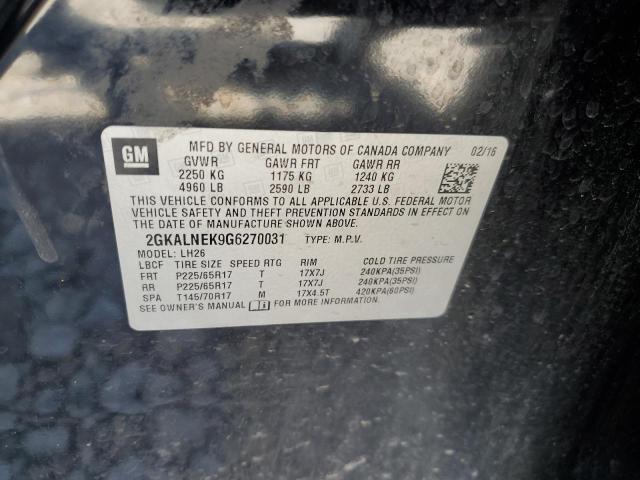 GM
MFD BY GENERAL MOTORS OF CANADA COMPANY 02/16
GVWR GAWR FRT GAWR RR
2250 KG 1175 KG 1240 KG
4960 LB 2590 LB 2733 LB
THIS VEHICLE CONFORMS TO ALL APPLICABLE U.S. FEDERAL MOTOR
VEHICLE SAFETY AND THEFT PREVENTION STANDARDS IN EFFECT ON
THE DATE OF MANUFACTURE SHOWN ABOVE.
2GKALNEK9G6270031 TYPE: M.P.V.
MODEL: LH26
LBCF TIRE SIZE SPEED RTG RIM COLD TIRE PRESSURE
FRT P225/65R17 T 17X7J 240KPA(35PSI)
RR P225/65R17 T 17X7J 240KPA(35PSI)
SPA T145/70R17 M 17X4.5T 420KPA(60PSI)
SEE OWNER'S MANUAL FOR MORE INFORMATION.